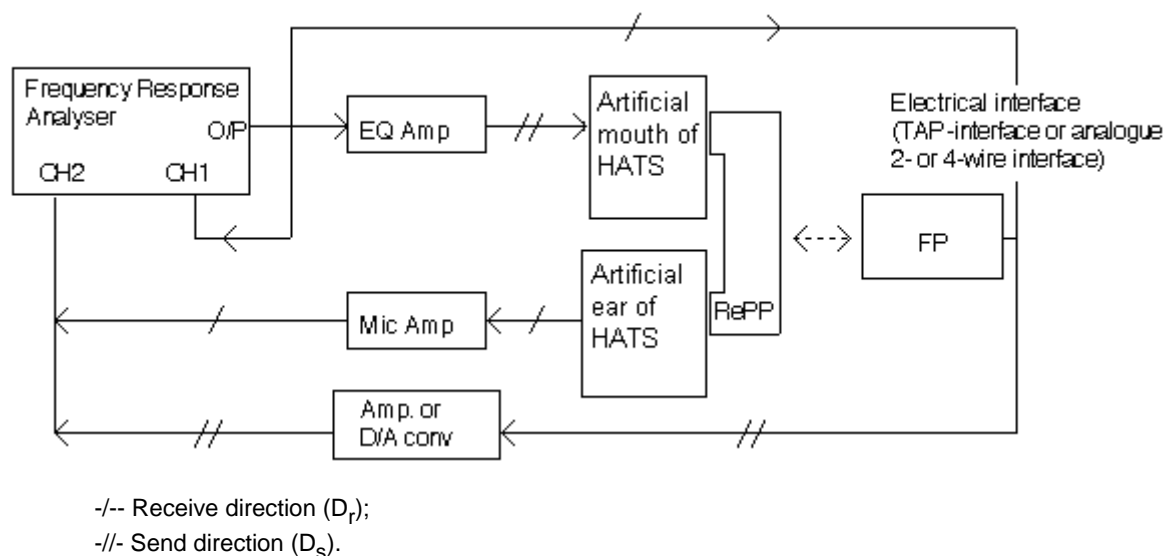 Frequency Response
Analyser
O/P
CH2
CH1
EQ Amp
Artificial
mouth of
HATS
Electrical interface
(TAP-interface or analogue
2- or 4-wire interface)
FP
Mic Amp
Artificial
ear of
HATS
RePP
Amp. or
D/A conv
-/-- Receive direction (Dr);
-//- Send direction (Ds).